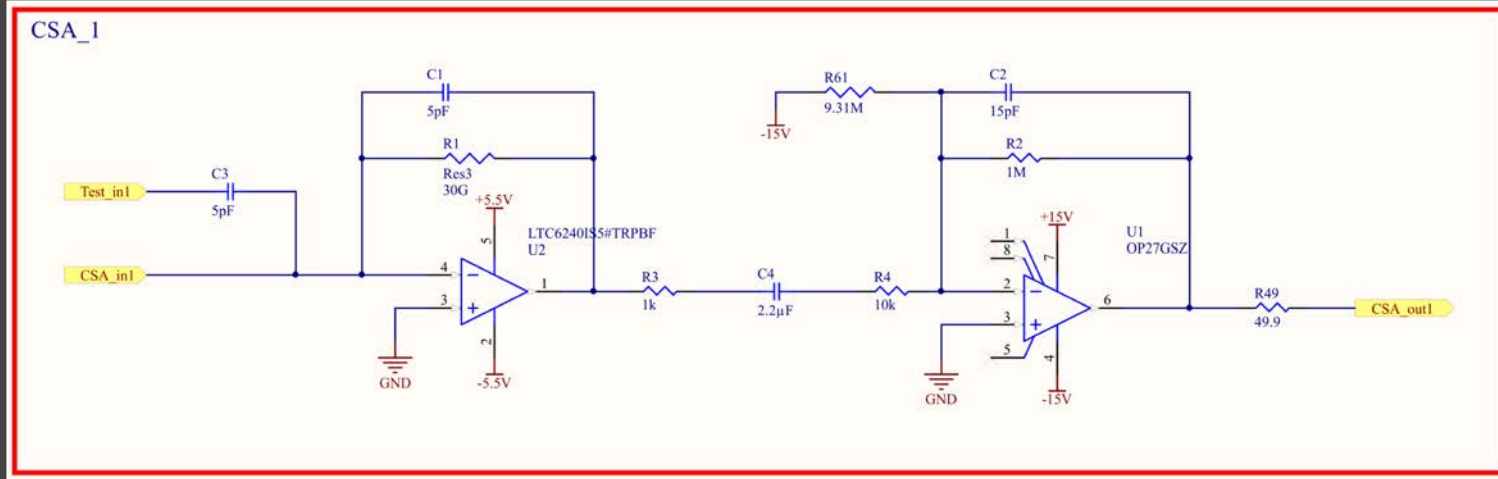 CSA_1
C1
5pF
R1
Res3
30G
Test_in1
C3
5pF
CSA_in1
+5.5V
5
LTC6240IS5#TRPBF
U2
4
3
1
2
GND
-5.5V
R3
1k
C4
2.2µF
R4
10k
R61
9.31M
-15V
C2
15pF
R2
1M
+15V
U1
OP27GSZ
1
8
7
2
3
6
5
4
GND
-15V
R49
49.9
CSA_out1